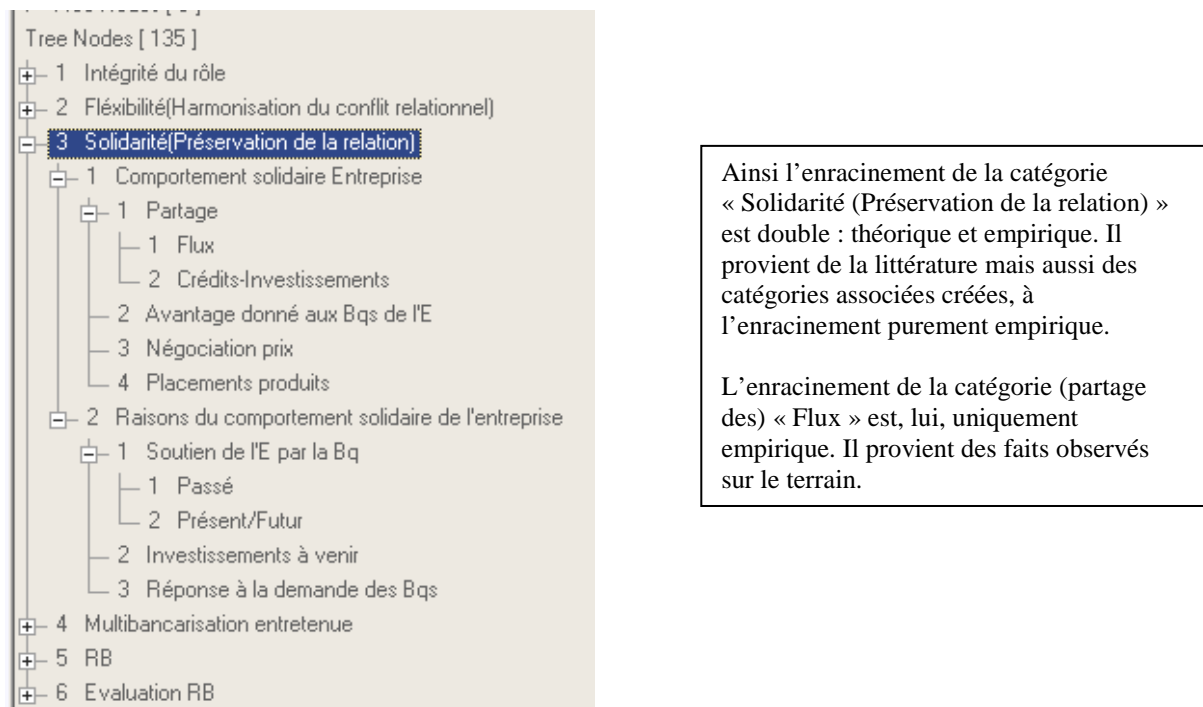 Tree Nodes [ 135 ]
1 Intégrité du rôle
2 Fléxibilité(Harmonisation du conflit relationnel)
3 Solidarité(Préservation de la relation)
1 Comportement solidaire Entreprise
1 Partage
1 Flux
2 Crédits-Investissements
2 Avantage donné aux Bqs de l'E
3 Négociation prix
4 Placements produits
2 Raisons du comportement solidaire de l'entreprise
1 Soutien de l'E par la Bq
1 Passé
2 Présent/Futur
2 Investissements à venir
3 Réponse à la demande des Bqs
4 Multibancarisation entretenue
5 RB
6 Evaluation RB
Ainsi l’enracinement de la catégorie
« Solidarité (Préservation de la relation) »
est double : théorique et empirique. Il
provient de la littérature mais aussi des
catégories associées créées, à
l’enracinement purement empirique.
L’enracinement de la catégorie (partage
des) « Flux » est, lui, uniquement
empirique. Il provient des faits observés
sur le terrain.